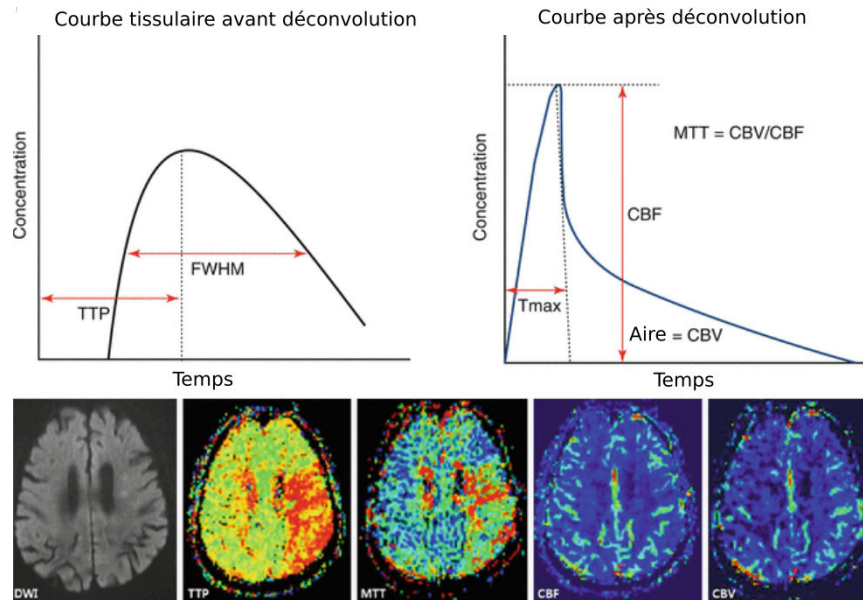 Courbe tissulaire avant déconvolution
Concentration
FWHM
TTP
Temps
Courbe après déconvolution
Concentration
MTT = CBV/CBF
CBF
Tmax
Aire = CBV
Temps
DWI
TTP
MTT
CBF
CBV